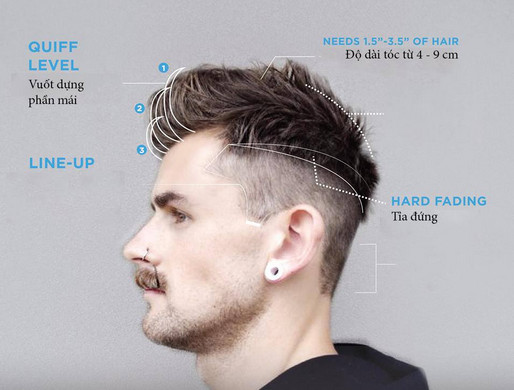 QUIFF
LEVEL
Vuốt dựng
phần mái
1
2
3
LINE-UP
NEEDS 1.5”-3.5” OF HAIR
Độ dài tóc từ 4 - 9 cm
HARD FADING
Tỉa đứng